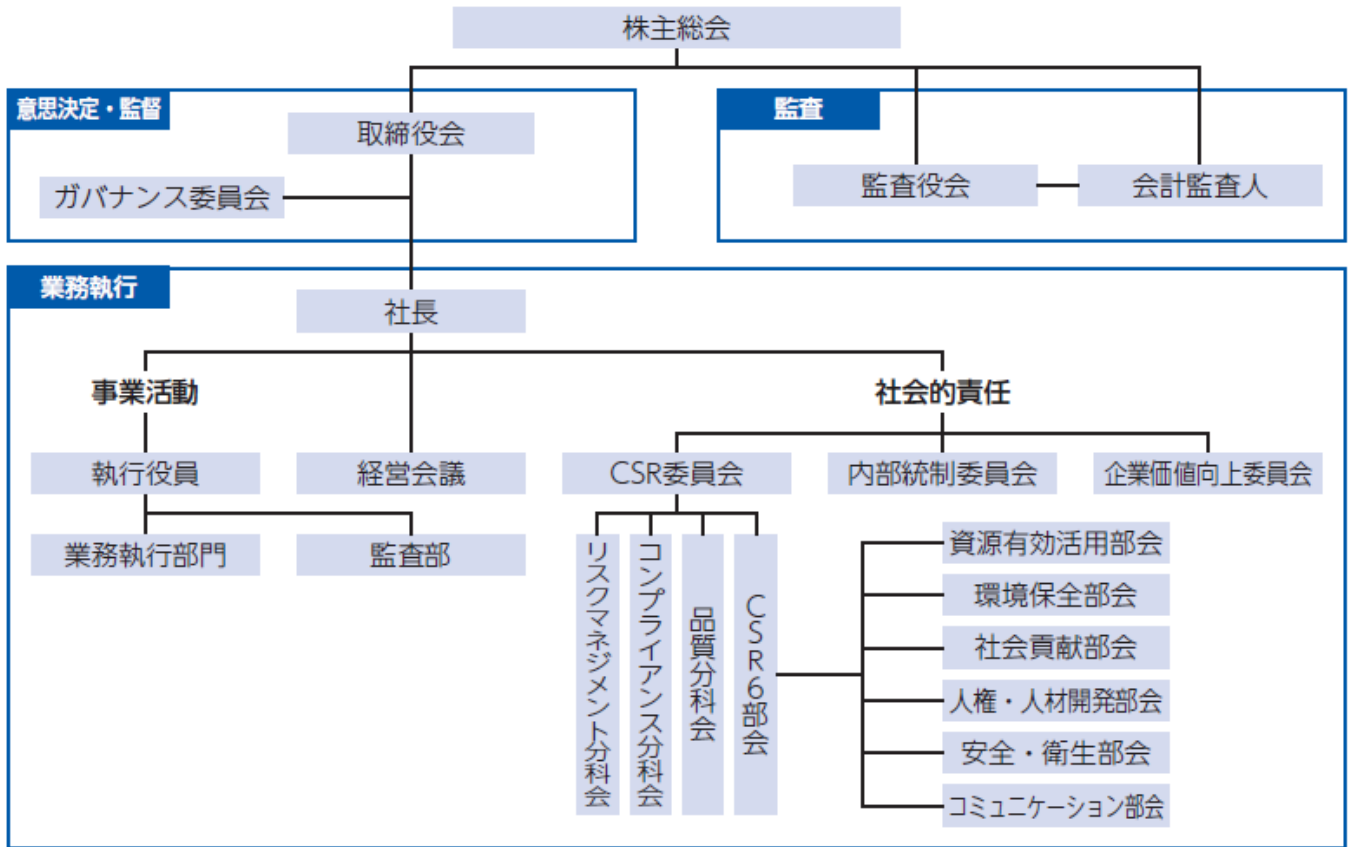 株主総会
意思決定・監督
取締役会
ガバナンス委員会
監査
監査役会
会計監査人
業務執行
社長
事業活動
社会的責任
執行役員
経営会議
CSR委員会
内部統制委員会
企業価値向上委員会
業務執行部門
監査部
リスクマネジメント分科会
コンプライアンス分科会
品質分科会
CSR6部会
資源有効活用部会
環境保全部会
社会貢献部会
人権・人材開発部会
安全・衛生部会
コミュニケーション部会